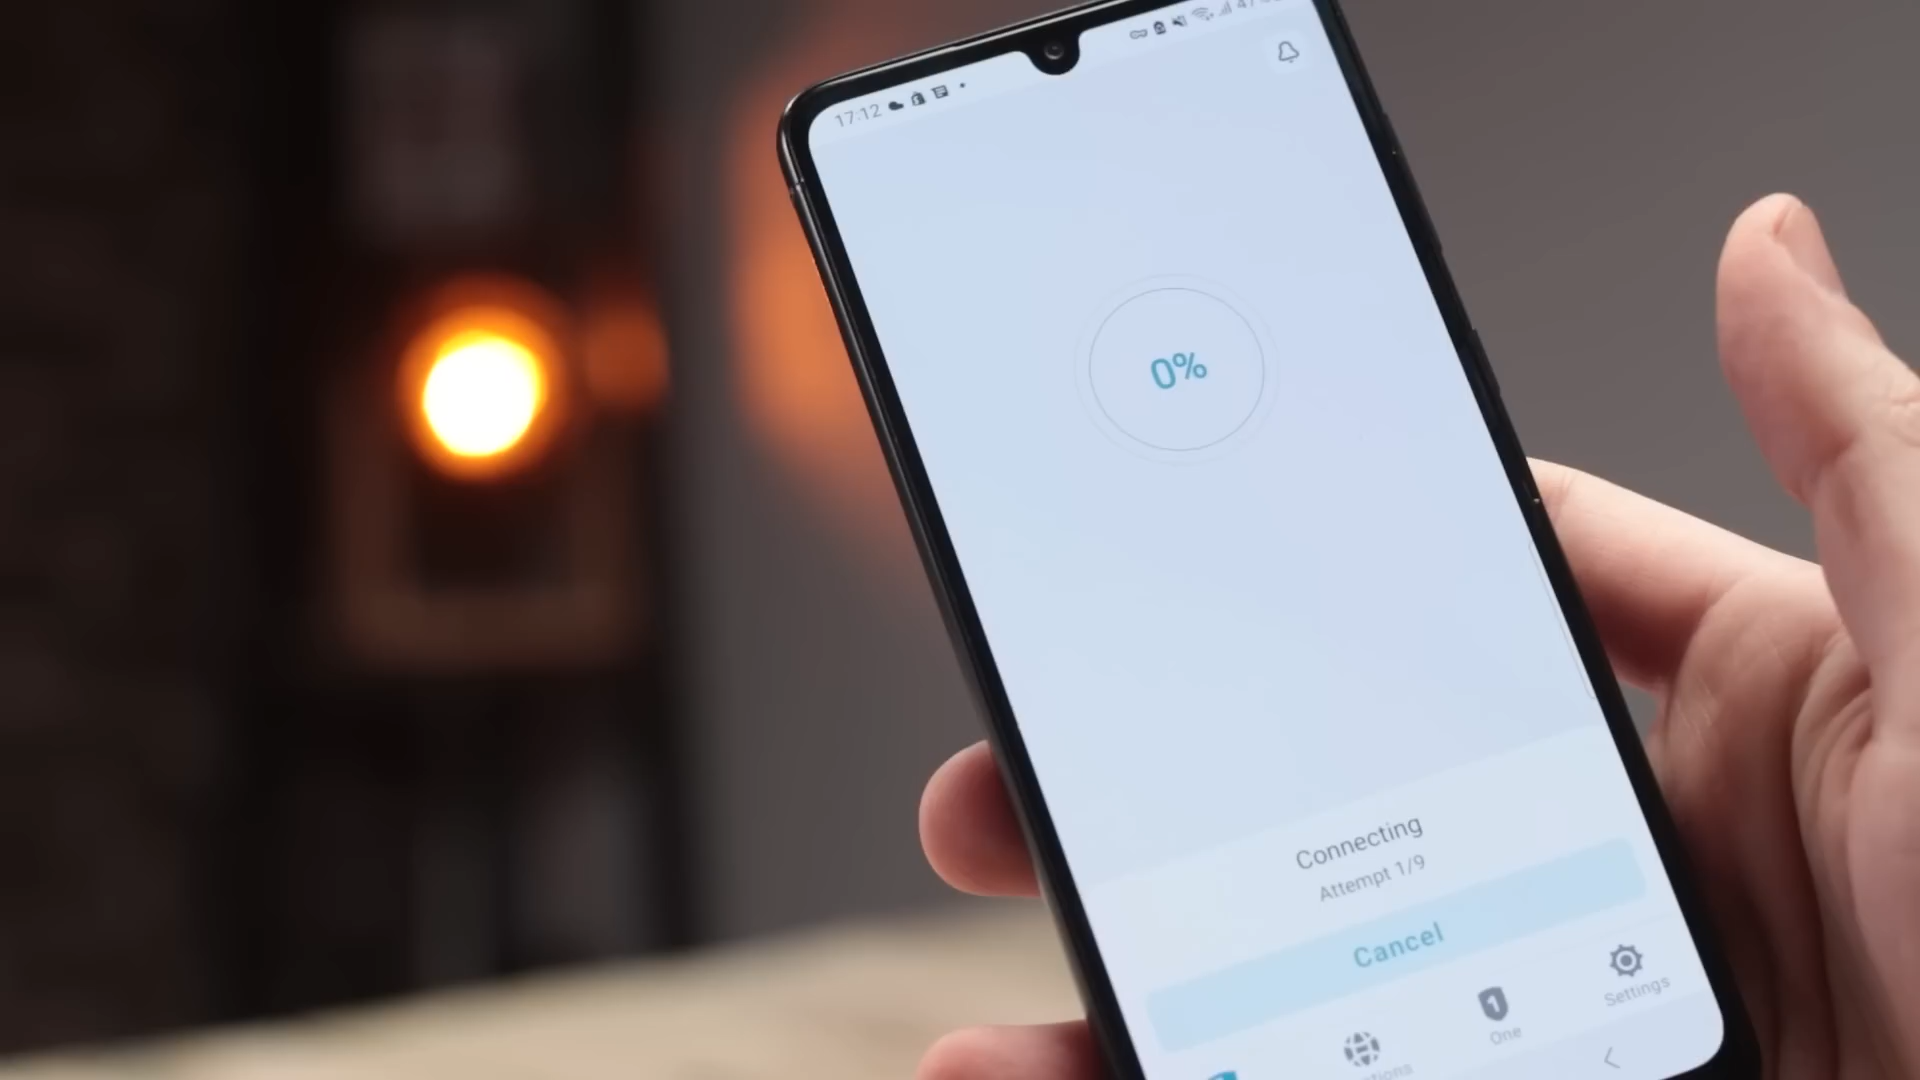 17:12
0%
Connecting
Attempt 1/9
Cancel
One
Settings